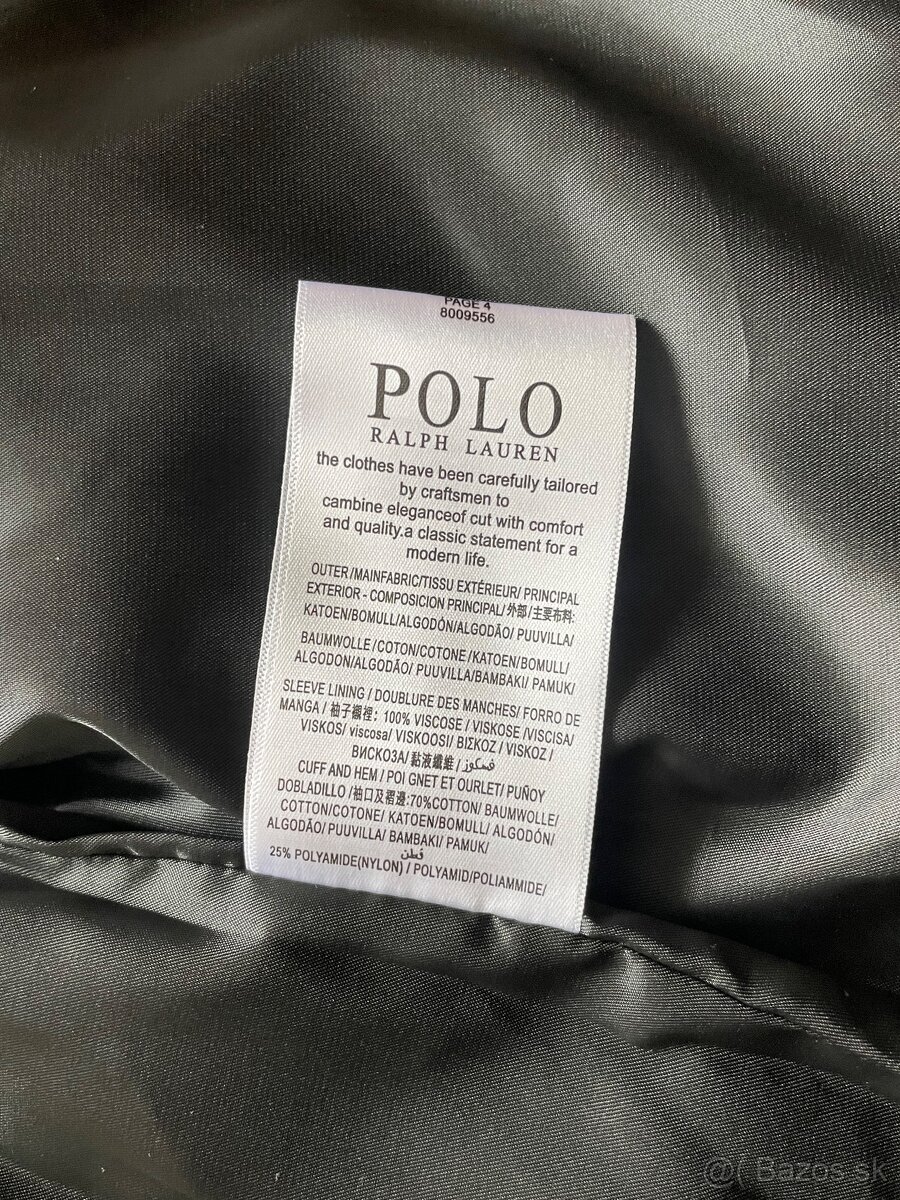 PAGE 4
8009556
POLO
RALPH LAUREN
the clothes have been carefully tailored
by craftsmen to
cambine eleganceof cut with comfort
and quality.a classic statement for a
modern life.
OUTER/MAINFABRIC/TISSU EXTÉRIEUR/ PRINCIPAL
EXTERIOR - COMPOSICION PRINCIPAL/外部/主要布料:
KATOEN/BOMULL/ALGODÓN/ALGODÃO/ PUUVILLA/
BAUMWOLLE/COTON/COTONE/KATOEN/BOMULL/
ALGODON/ALGODÃO/ PUUVILLA/BAMBAKI/ PAMUK/
SLEEVE LINING / DOUBLURE DES MANCHES/ FORRO DE
MANGA / 袖子襯裡: 100% VISCOSE / VISKOSE /VISCISA/
VISKOS/ viscosa/ VISKOOSI/ ΒΙΣΚΟΖ / VISKOZ /
ВИСКОЗА/ 黏液纖維 / فسكوز/
CUFF AND HEM / POI GNET ET OURLET/ PUÑOY
DOBLADILLO /袖口及褶邊:70%COTTON/ BAUMWOLLE/
COTTON/COTONE/ KATOEN/BOMULL/ ALGODÓN/
ALGODÃO/ PUUVILLA/ BAMBAKI/ PAMUK/
قطن
25% POLYAMIDE(NYLON) / POLYAMID/POLIAMMIDE/
@( Bazos.sk